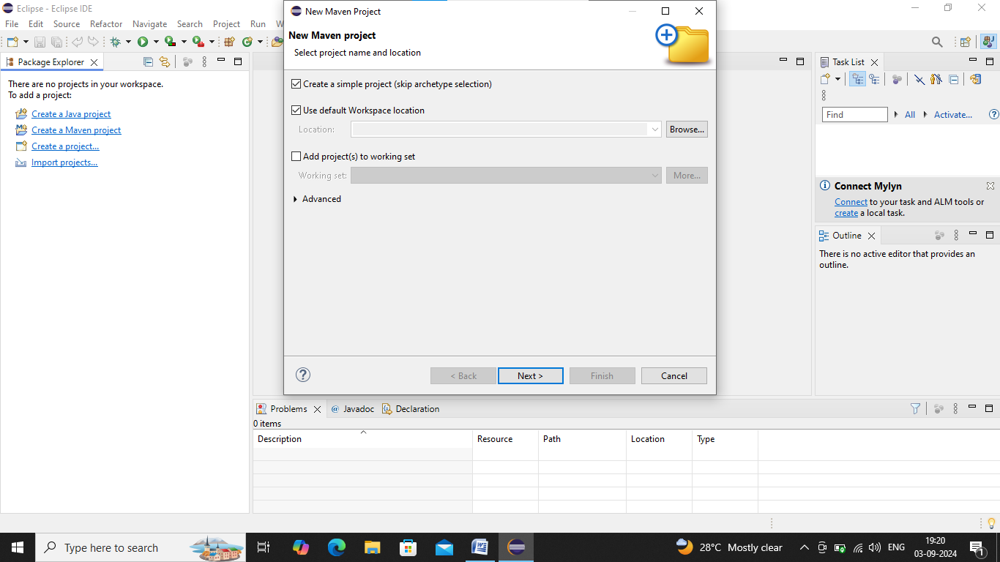 Eclipse - Eclipse IDE
File Edit Source Refactor Navigate Search Project Run W
Package Explorer
There are no projects in your workspace.
To add a project:
Create a Java project
Create a Maven project
Create a project...
Import projects...
New Maven Project
New Maven project
Select project name and location
Create a simple project (skip archetype selection)
Use default Workspace location
Location:
Browse...
Add project(s) to working set
Working set:
More...
Advanced
?
< Back Next > Finish Cancel
Task List
Find All Activate... ?
Connect Mylyn
Connect to your task and ALM tools or
create a local task.
Outline
There is no active editor that provides an
outline.
Problems @ Javadoc Declaration
0 items
Description Resource Path Location Type
Type here to search
28°C Mostly clear
ENG
19:20
03-09-2024
1